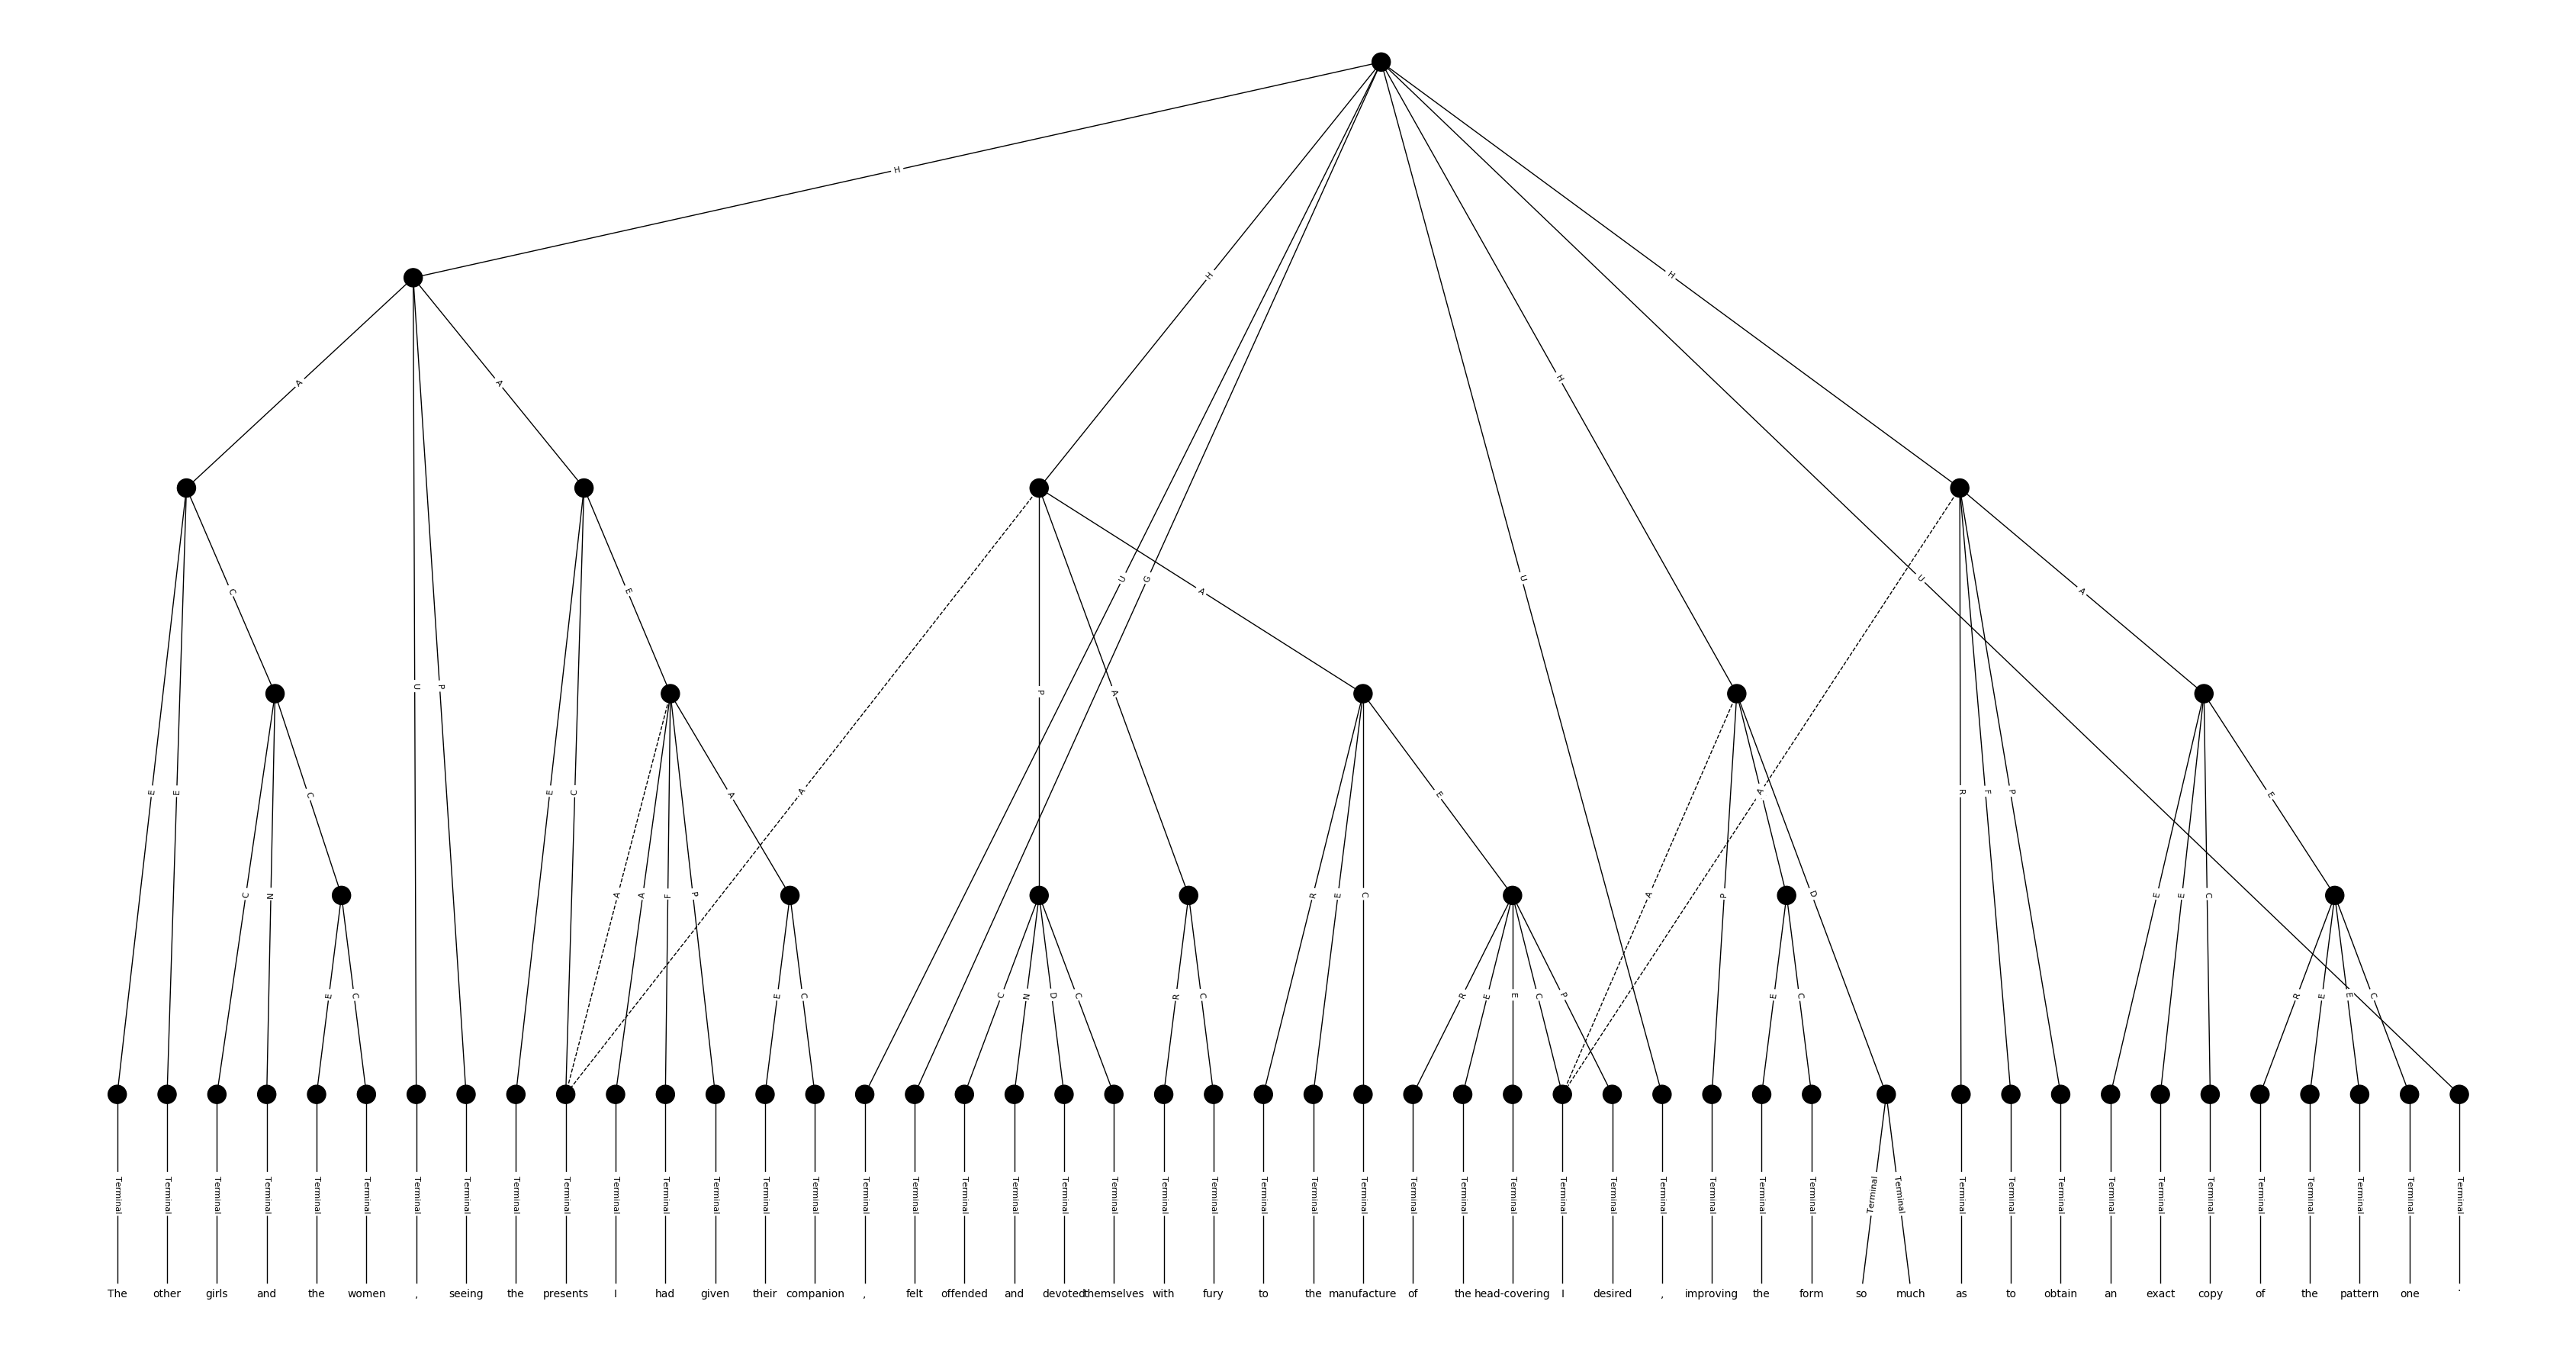 H
H
H
H
A
A
U
G
U
U
A
A
C
E
U
P
P
A
E
E
E
C
C
A
A
E
A
R
F
P
E
C
N
A
A
F
P
R
E
C
P
D
A
E
E
C
E
C
E
C
C
N
D
C
R
C
R
E
E
C
P
E
C
R
E
E
C
Terminal Terminal Terminal Terminal Terminal Terminal Terminal Terminal Terminal Terminal Terminal Terminal Terminal Terminal Terminal Terminal Terminal Terminal Terminal Terminal Terminal Terminal Terminal Terminal Terminal Terminal Terminal Terminal Terminal Terminal Terminal Terminal Terminal Terminal Terminal Terminal Terminal Terminal Terminal Terminal Terminal Terminal Terminal Terminal Terminal Terminal Terminal Terminal
The other girls and the women , seeing the presents I had given their companion , felt offended and devoted themselves with fury to the manufacture of the head-covering I desired , improving the form so much as to obtain an exact copy of the pattern one .